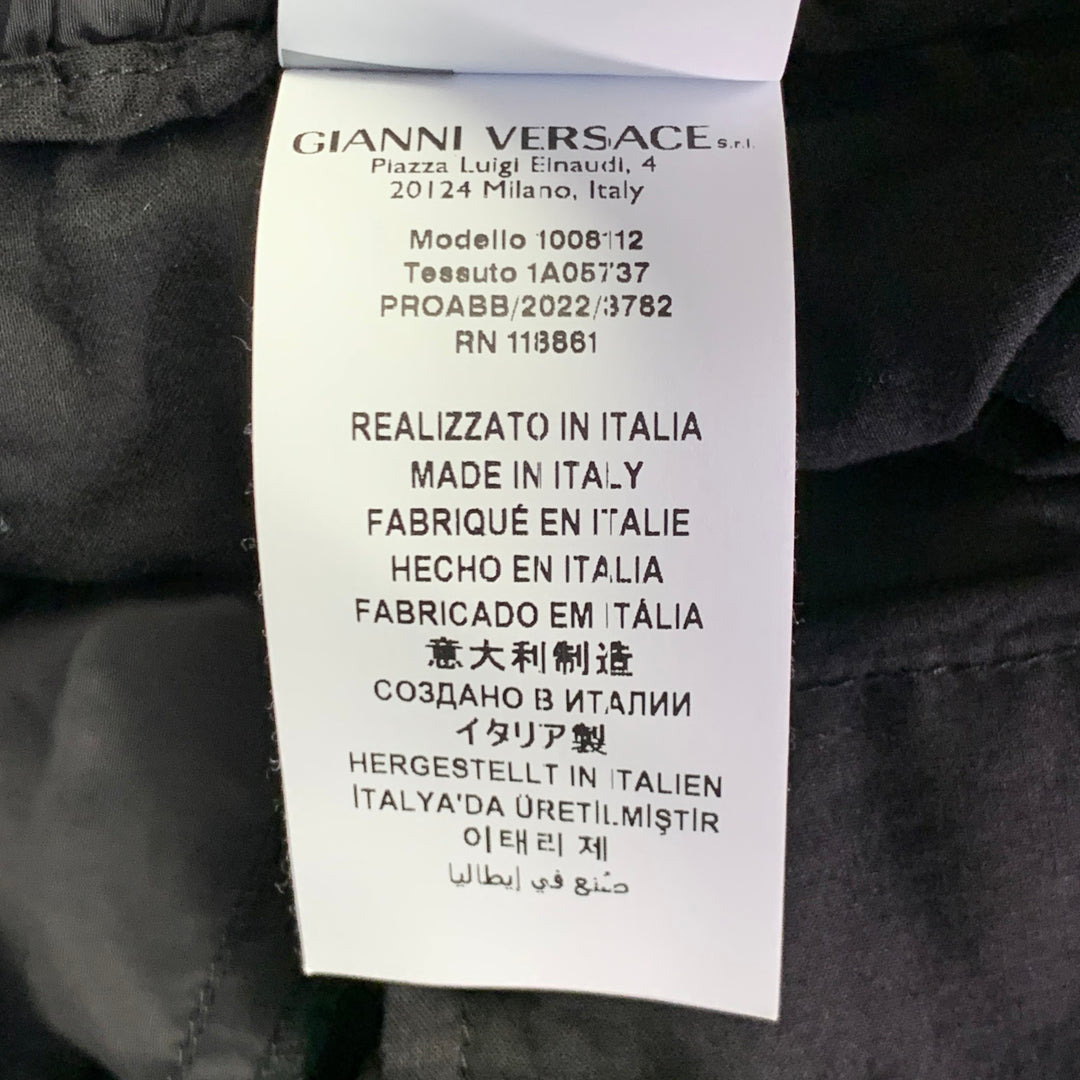 GIANNI VERSACE s.r.l.
Piazza Luigi Einaudi, 4
20124 Milano, Italy
Modello 1008112
Tessuto 1A05737
PROABB/2022/3782
RN 118861
REALIZZATO IN ITALIA
MADE IN ITALY
FABRIQUÉ EN ITALIE
HECHO EN ITALIA
FABRICADO EM ITÁLIA
意大利制造
СОЗДАНО В ИТАЛИИ
イタリア製
HERGESTELLT IN ITALIEN
İTALYA'DA ÜRETİLMİŞTİR
이태리 제
صُنع في إيطاليا